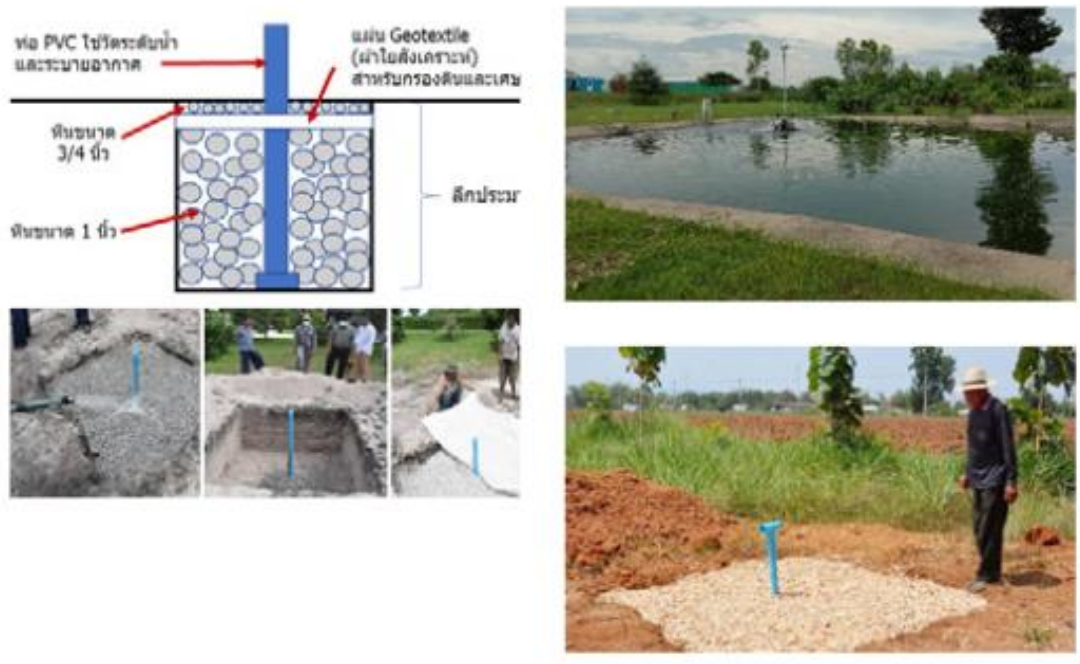 ท่อ PVC ใช้วัดระดับน้ำ
และระบายอากาศ
แผ่น Geotextile
(ผ้าใยสังเคราะห์)
สำหรับกรองดินและเศษ
หินขนาด
3/4 นิ้ว
หินขนาด 1 นิ้ว
ลึกประมา